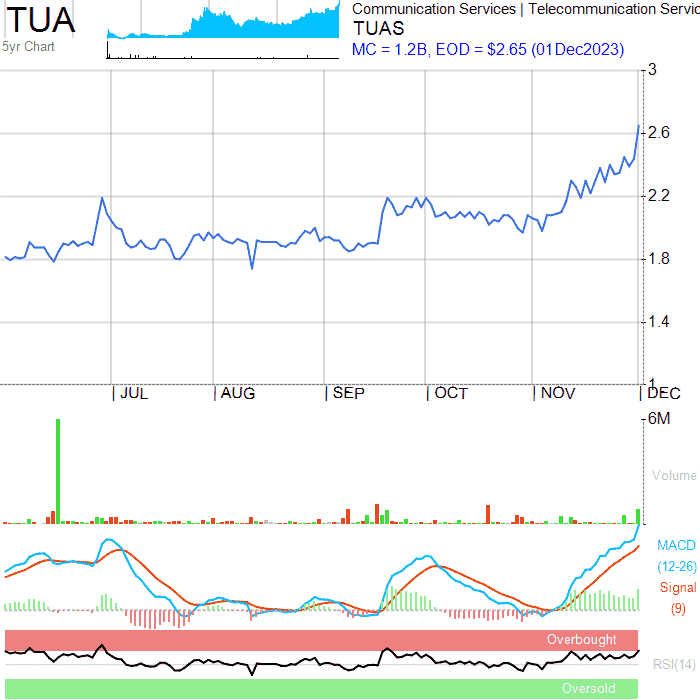 TUA
5yr Chart
Communication Services | Telecommunication Servic
TUAS
MC = 1.2B, EOD = $2.65 (01Dec2023)
3
2.6
2.2
1.8
1.4
1
| JUL | AUG | SEP | OCT | NOV | DEC
6M
Volume
MACD
(12-26)
Signal
(9)
Overbought
RSI(14)
Oversold